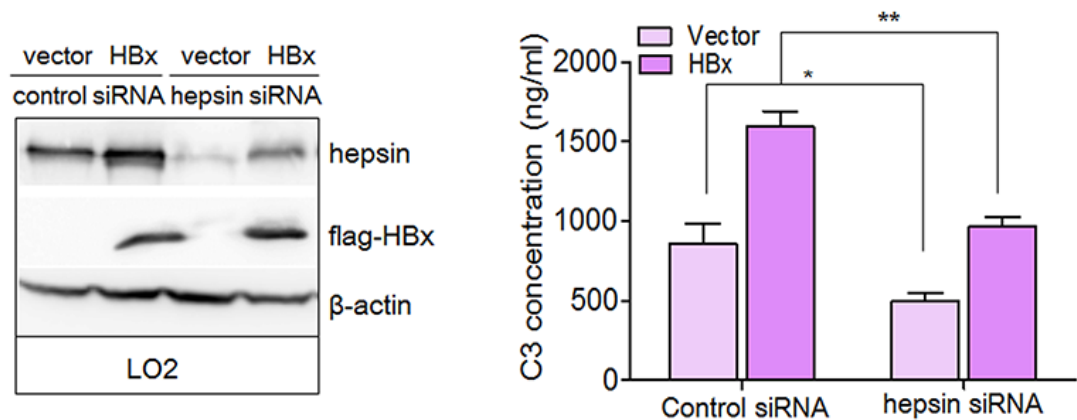 vector HBx vector HBx
control siRNA hepsin siRNA
hepsin
flag-HBx
β-actin
LO2
C3 concentration (ng/ml)
2000
1500
1000
500
0
Vector
HBx
*
**
Control siRNA
hepsin siRNA